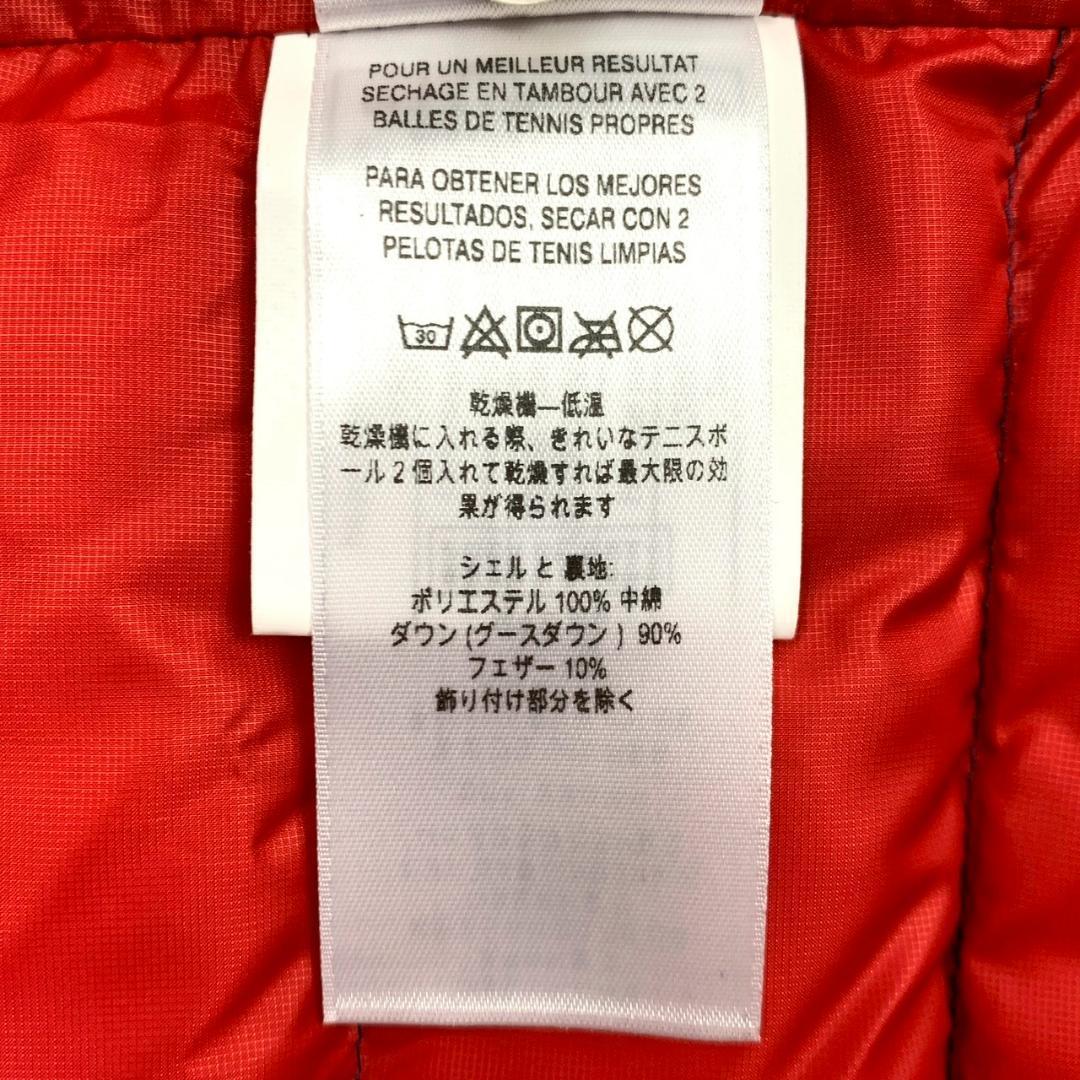 POUR UN MEILLEUR RESULTAT
SECHAGE EN TAMBOUR AVEC 2
BALLES DE TENNIS PROPRES
PARA OBTENER LOS MEJORES
RESULTADOS, SECAR CON 2
PELOTAS DE TENIS LIMPIAS
30
乾燥機—低温
乾燥機に入れる際、きれいなテニスボ
ール2個入れて乾燥すれば最大限の効
果が得られます
シェルと裏地:
ポリエステル 100% 中綿
ダウン (グースダウン) 90%
フェザー 10%
飾り付け部分を除く